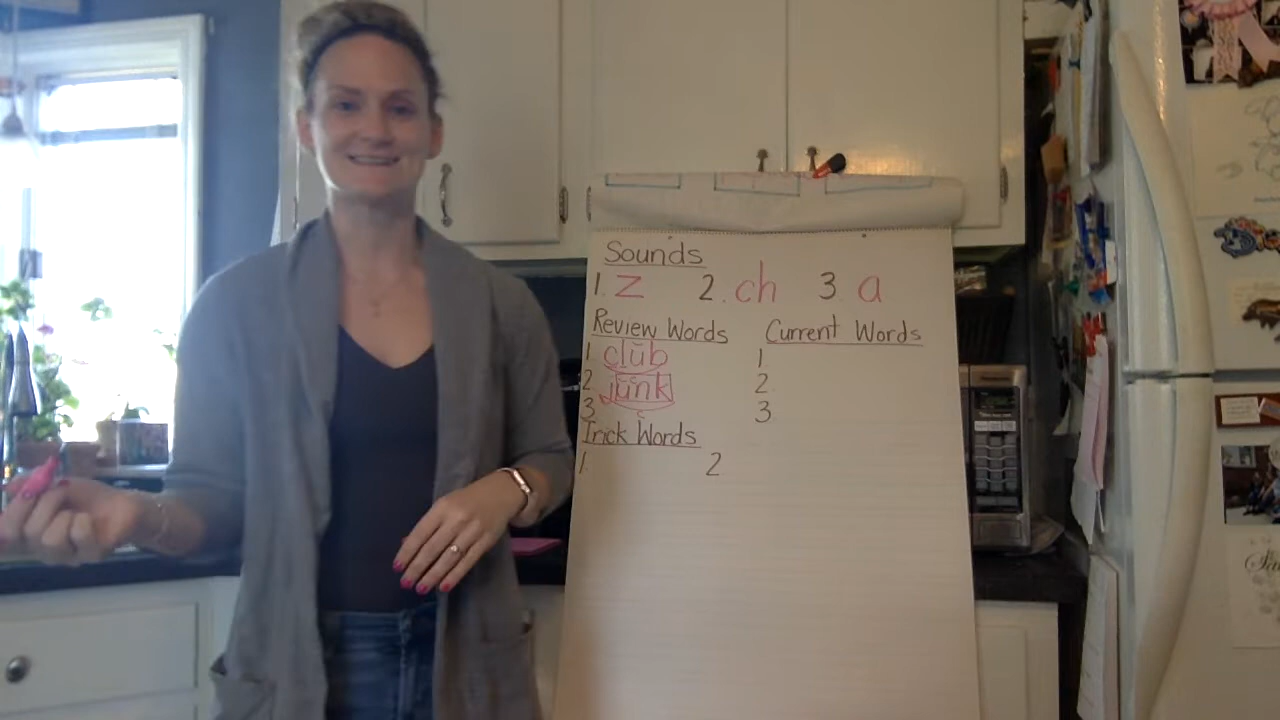 Sounds
1. z 2. ch 3. a
Review Words Current Words
1 club 1
2. junk 2.
3. 3
Trick Words
1. 2